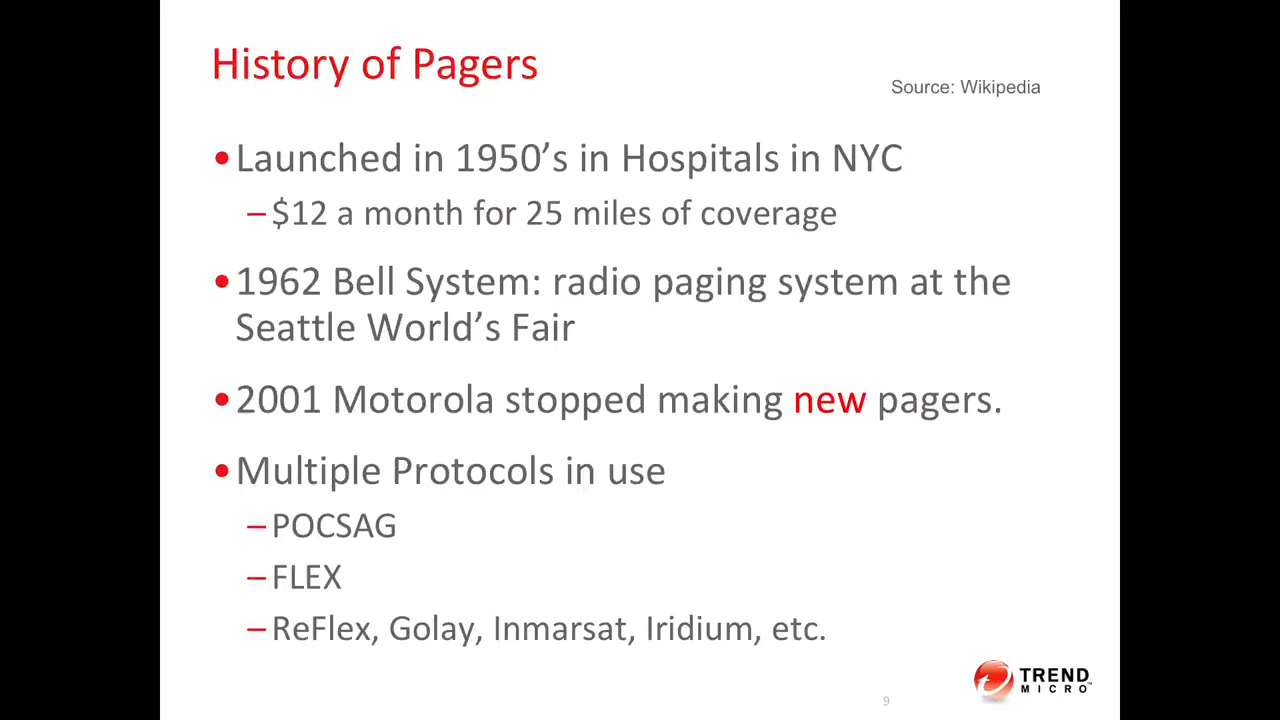 History of Pagers
Source: Wikipedia
•Launched in 1950’s in Hospitals in NYC
–$12 a month for 25 miles of coverage
•1962 Bell System: radio paging system at the
Seattle World’s Fair
•2001 Motorola stopped making new pagers.
•Multiple Protocols in use
–POCSAG
–FLEX
–ReFlex, Golay, Inmarsat, Iridium, etc.
9
TREND
MICRO™